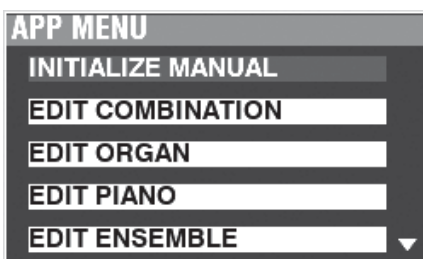 APP MENU
INITIALIZE MANUAL
EDIT COMBINATION
EDIT ORGAN
EDIT PIANO
EDIT ENSEMBLE